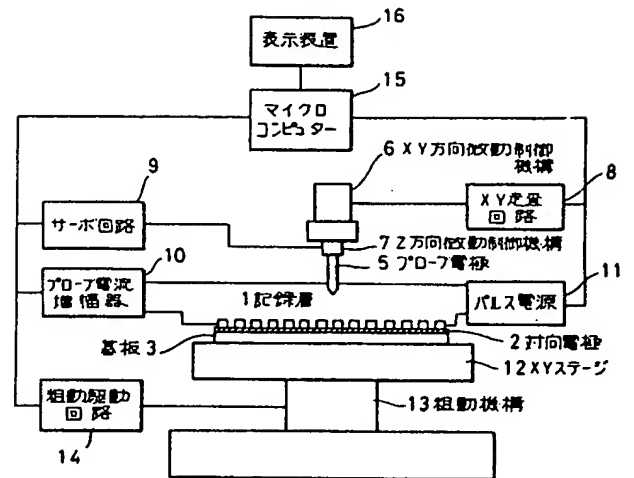 16
表示装置
15
マイクロ
コンピュター
6 XY方向微動制御
機構
9
8
サーボ回路
XY走査
回路
7 Z方向微動制御機構
10
5 プローブ電極
プローブ電流
増幅器
11
1 記録層
パルス電源
2 対向電極
基板 3
12 XYステージ
粗動駆動
回路
13 粗動機構
14